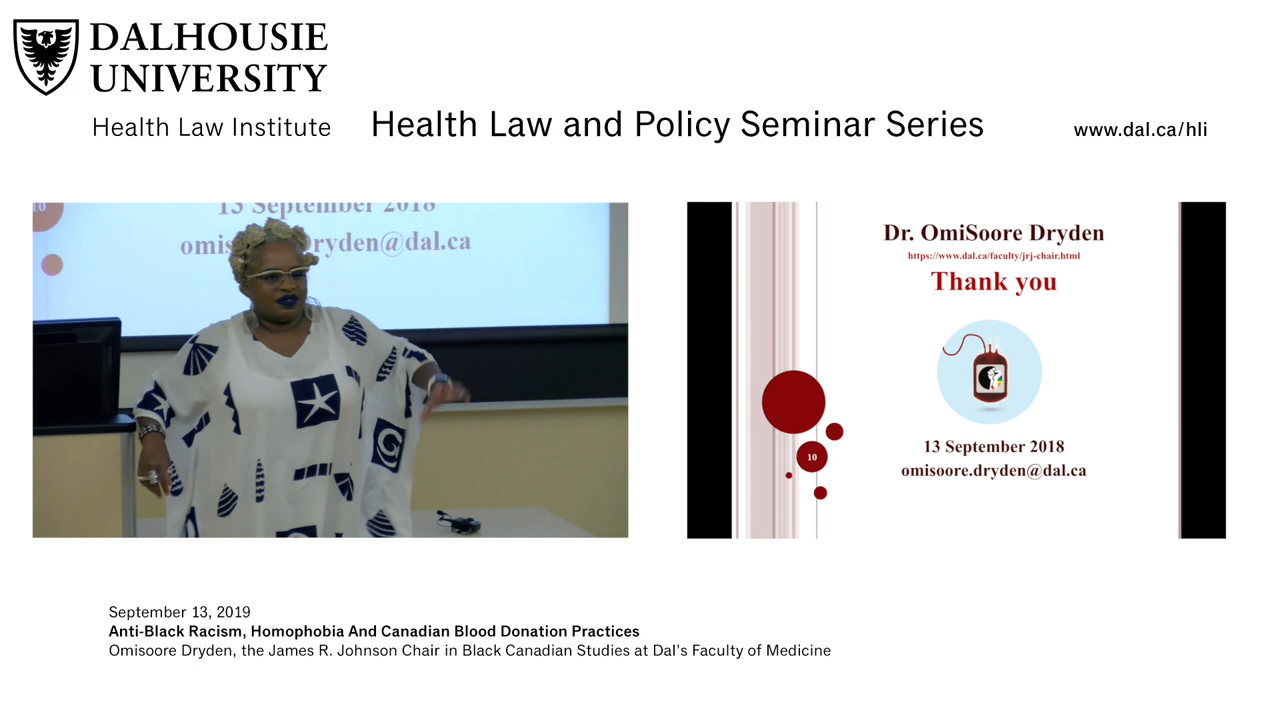 DALHOUSIE
UNIVERSITY
Health Law Institute
Health Law and Policy Seminar Series
www.dal.ca/hli
10
13 September 2018
omis Dryden@dal.ca
Dr. OmiSoore Dryden
https://www.dal.ca/faculty/jrj-chair.html
Thank you
10
13 September 2018
omisoore.dryden@dal.ca
September 13, 2019
Anti-Black Racism, Homophobia And Canadian Blood Donation Practices
Omisoore Dryden, the James R. Johnson Chair in Black Canadian Studies at Dal's Faculty of Medicine